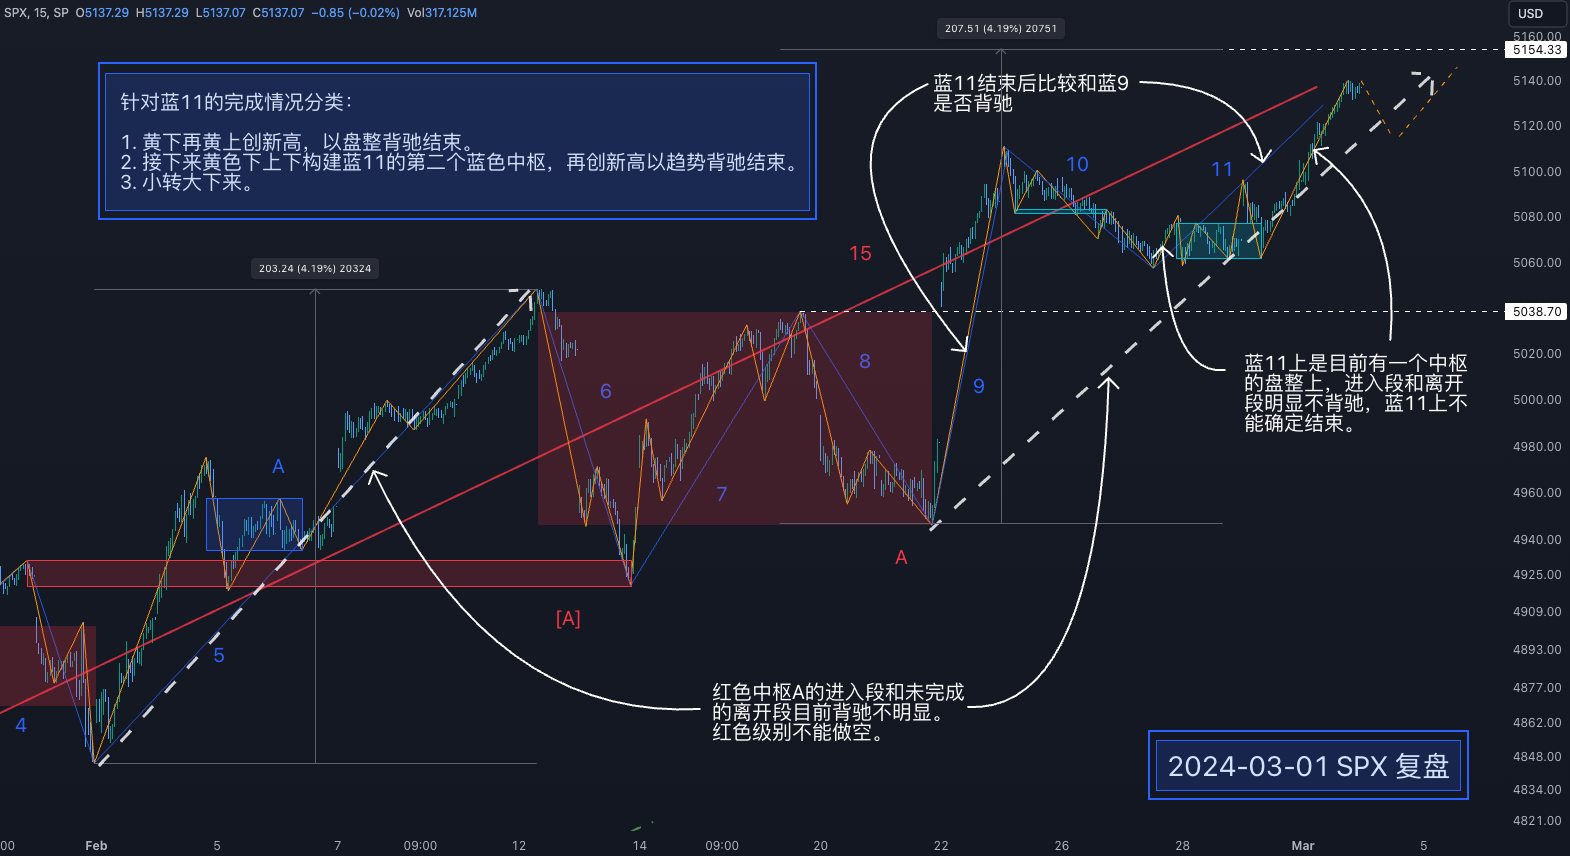 SPX, 15, SP O5137.29 H5137.29 L5137.07 C5137.07 −0.85 (−0.02%) Vol317.125M
USD
207.51 (4.19%) 20751
5160.00
5154.33
针对蓝11的完成情况分类：
1. 黄下再黄上创新高，以盘整背驰结束。
2. 接下来黄色下上下构建蓝11的第二个蓝色中枢，再创新高以趋势背驰结束。
3. 小转大下来。
蓝11结束后比较和蓝9
是否背驰
5140.00
5120.00
5100.00
5080.00
5060.00
10
11
15
203.24 (4.19%) 20324
5038.70
5020.00
5000.00
4980.00
4960.00
4940.00
4925.00
4909.00
4893.00
4877.00
4862.00
4848.00
4834.00
4821.00
6
8
9
蓝11上是目前有一个中枢
的盘整上，进入段和离开
段明显不背驰，蓝11上不
能确定结束。
A
7
A
[A]
5
4
红色中枢A的进入段和未完成
的离开段目前背驰不明显。
红色级别不能做空。
2024-03-01 SPX 复盘
:00
Feb
5
7
09:00
12
14
09:00
20
22
26
28
Mar
5